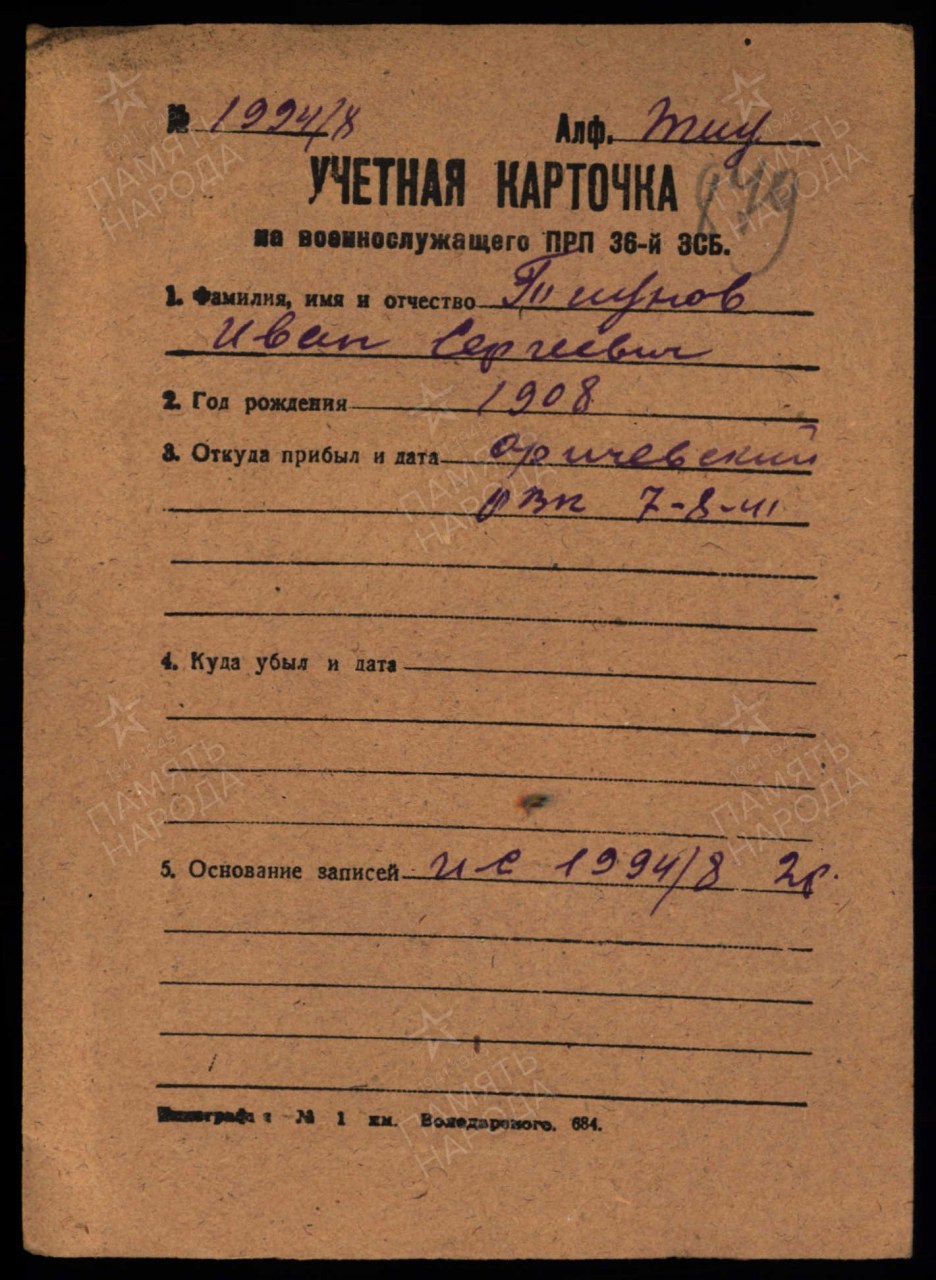 № 1994/8 Алф. Тиу
УЧЕТНАЯ КАРТОЧКА
на военнослужащего ПРП 36-й ЗСБ.
1. Фамилия, имя и отчество Тиунов
Иван Сергеевич
2. Год рождения 1908
3. Откуда прибыл и дата Оричевский
РВК 7-8-41
4. Куда убыл и дата
5. Основание записей ИС 1994/8
Типография № 1 им. Володарского. 684.
ПАМЯТЬ НАРОДА